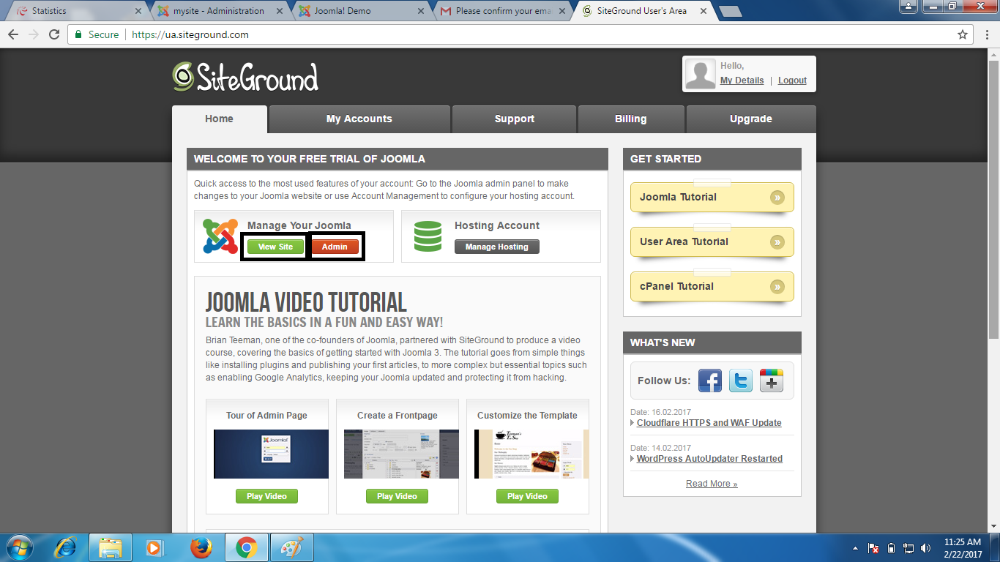 Statistics
mysite - Administration
Joomla! Demo
Please confirm your ema
SiteGround User's Area
Secure
https://ua.siteground.com
SiteGround
Hello,
My Details | Logout
Home
My Accounts
Support
Billing
Upgrade
WELCOME TO YOUR FREE TRIAL OF JOOMLA
Quick access to the most used features of your account: Go to the Joomla admin panel to make
changes to your Joomla website or use Account Management to configure your hosting account.
Manage Your Joomla
View Site
Admin
Hosting Account
Manage Hosting
JOOMLA VIDEO TUTORIAL
LEARN THE BASICS IN A FUN AND EASY WAY!
Brian Teeman, one of the co-founders of Joomla, partnered with SiteGround to produce a video
course, covering the basics of getting started with Joomla 3. The tutorial goes from simple things
like installing plugins and publishing your first articles, to more complex but essential topics such
as enabling Google Analytics, keeping your Joomla updated and protecting it from hacking.
Tour of Admin Page
Joomla!
Play Video
Create a Frontpage
Play Video
Customize the Template
Play Video
GET STARTED
Joomla Tutorial »
User Area Tutorial »
cPanel Tutorial »
WHAT'S NEW
Follow Us:
Date: 16.02.2017
Cloudflare HTTPS and WAF Update
Date: 14.02.2017
WordPress AutoUpdater Restarted
Read More »
11:25 AM
2/22/2017